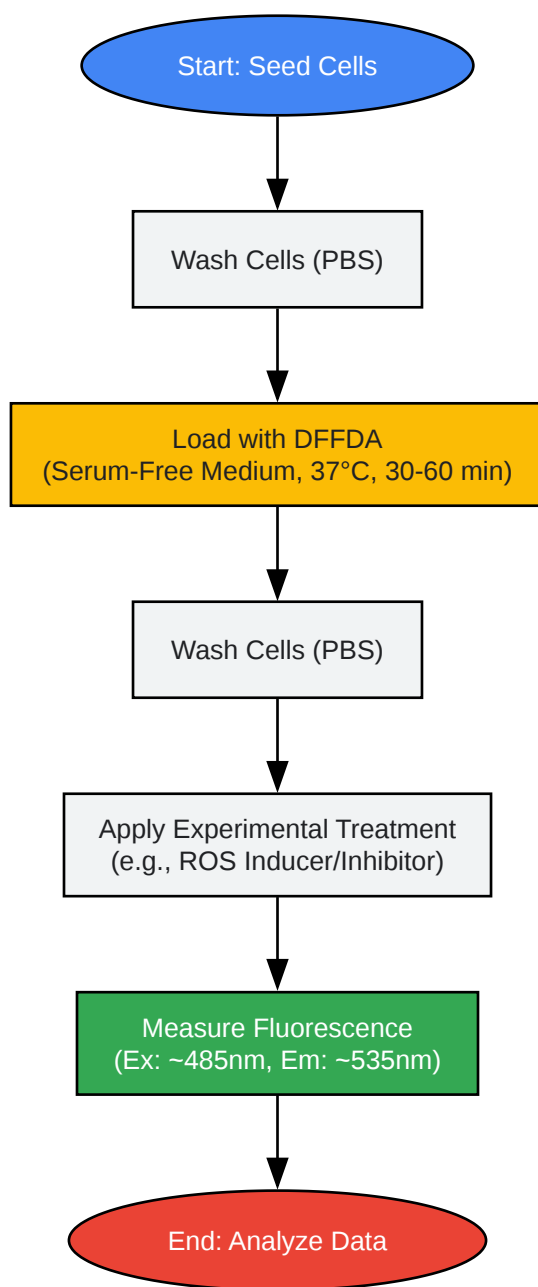 Start: Seed Cells
Wash Cells (PBS)
Load with DFFDA
(Serum-Free Medium, 37°C, 30-60 min)
Wash Cells (PBS)
Apply Experimental Treatment
(e.g., ROS Inducer/Inhibitor)
Measure Fluorescence
(Ex: ~485nm, Em: ~535nm)
End: Analyze Data